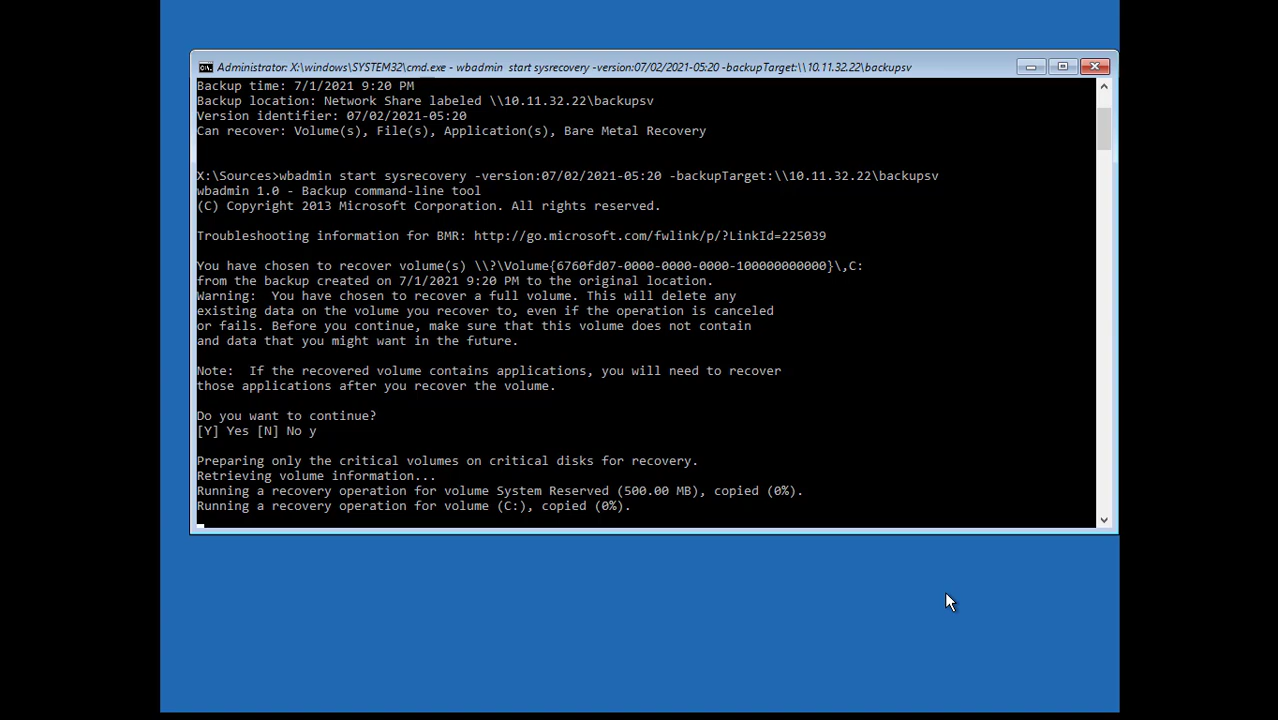 Administrator: X:\windows\SYSTEM32\cmd.exe - wbadmin  start sysrecovery -version:07/02/2021-05:20 -backupTarget:\\10.11.32.22\backupsv
Backup time: 7/1/2021 9:20 PM
Backup location: Network Share labeled \\10.11.32.22\backupsv
Version identifier: 07/02/2021-05:20
Can recover: Volume(s), File(s), Application(s), Bare Metal Recovery
X:\Sources>wbadmin start sysrecovery -version:07/02/2021-05:20 -backupTarget:\\10.11.32.22\backupsv
wbadmin 1.0 - Backup command-line tool
(C) Copyright 2013 Microsoft Corporation. All rights reserved.
Troubleshooting information for BMR: http://go.microsoft.com/fwlink/p/?LinkId=225039
You have chosen to recover volume(s) \\?\Volume{6760fd07-0000-0000-0000-100000000000}\,C:
from the backup created on 7/1/2021 9:20 PM to the original location.
Warning:  You have chosen to recover a full volume. This will delete any
existing data on the volume you recover to, even if the operation is canceled
or fails. Before you continue, make sure that this volume does not contain
and data that you might want in the future.
Note:  If the recovered volume contains applications, you will need to recover
those applications after you recover the volume.
Do you want to continue?
[Y] Yes [N] No y
Preparing only the critical volumes on critical disks for recovery.
Retrieving volume information...
Running a recovery operation for volume System Reserved (500.00 MB), copied (0%).
Running a recovery operation for volume (C:), copied (0%).